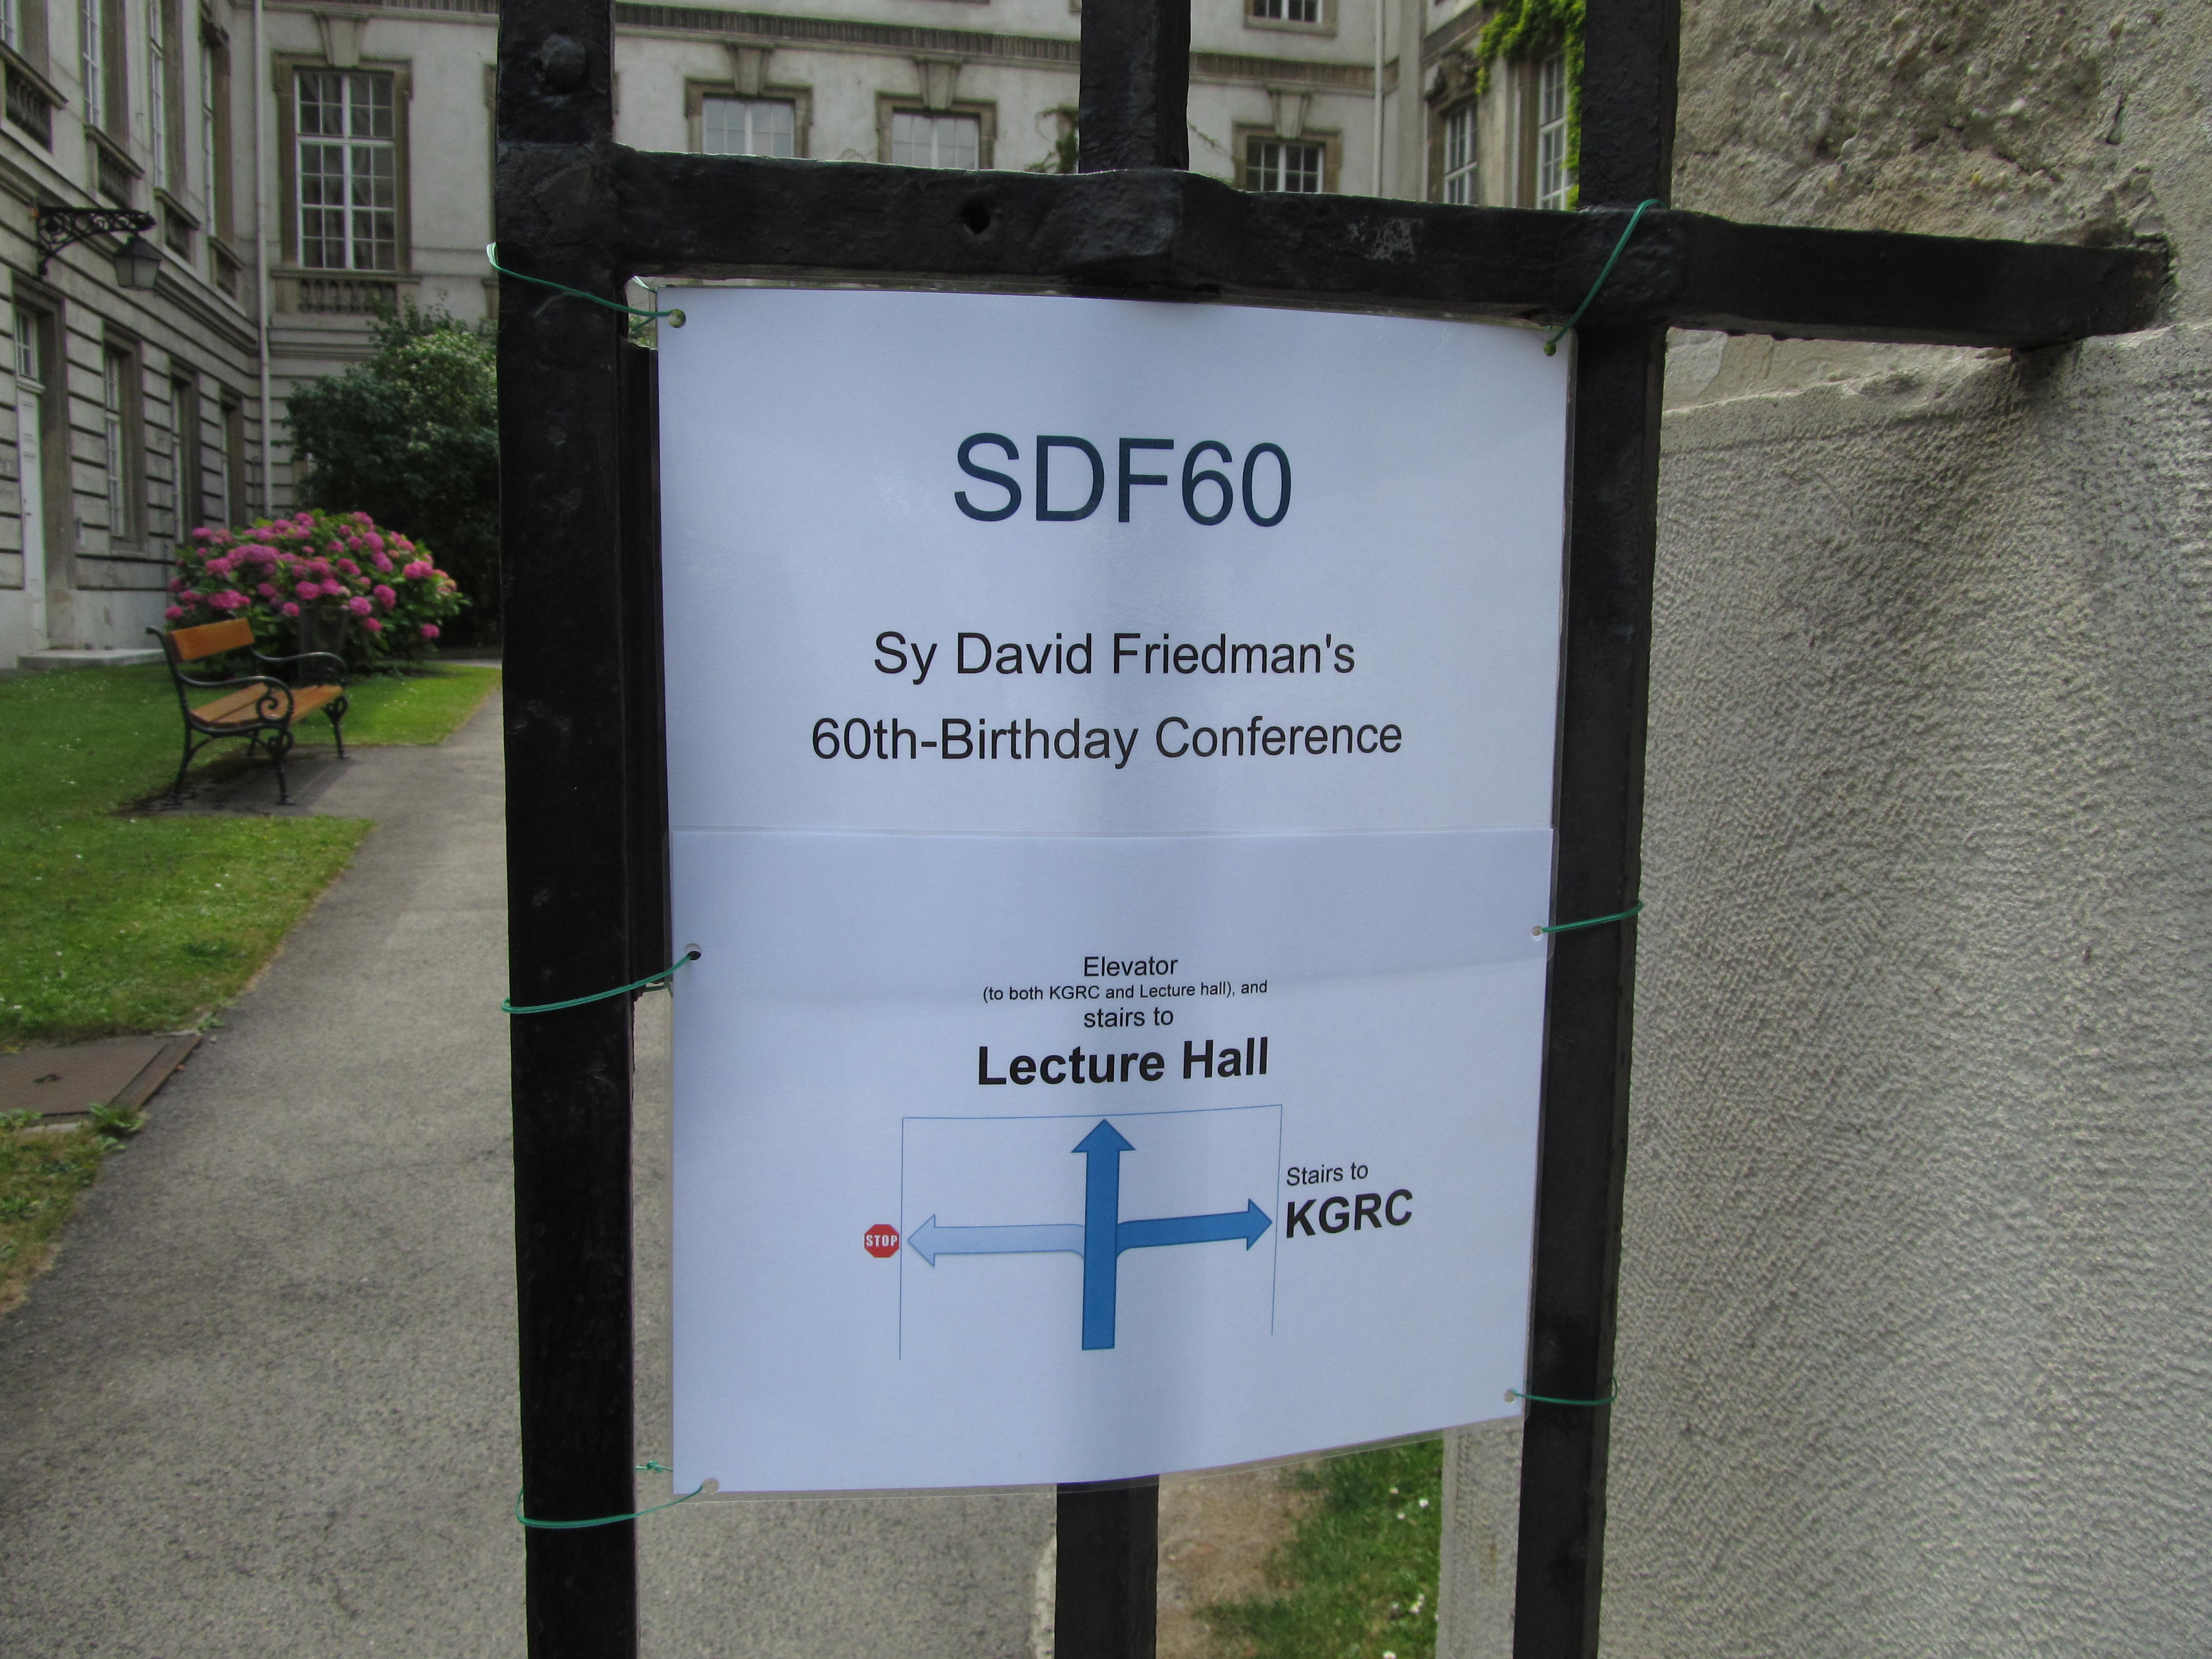 SDF60
Sy David Friedman's
60th-Birthday Conference
Elevator
(to both KGRC and Lecture hall), and
stairs to
Lecture Hall
Stairs to
KGRC
STOP